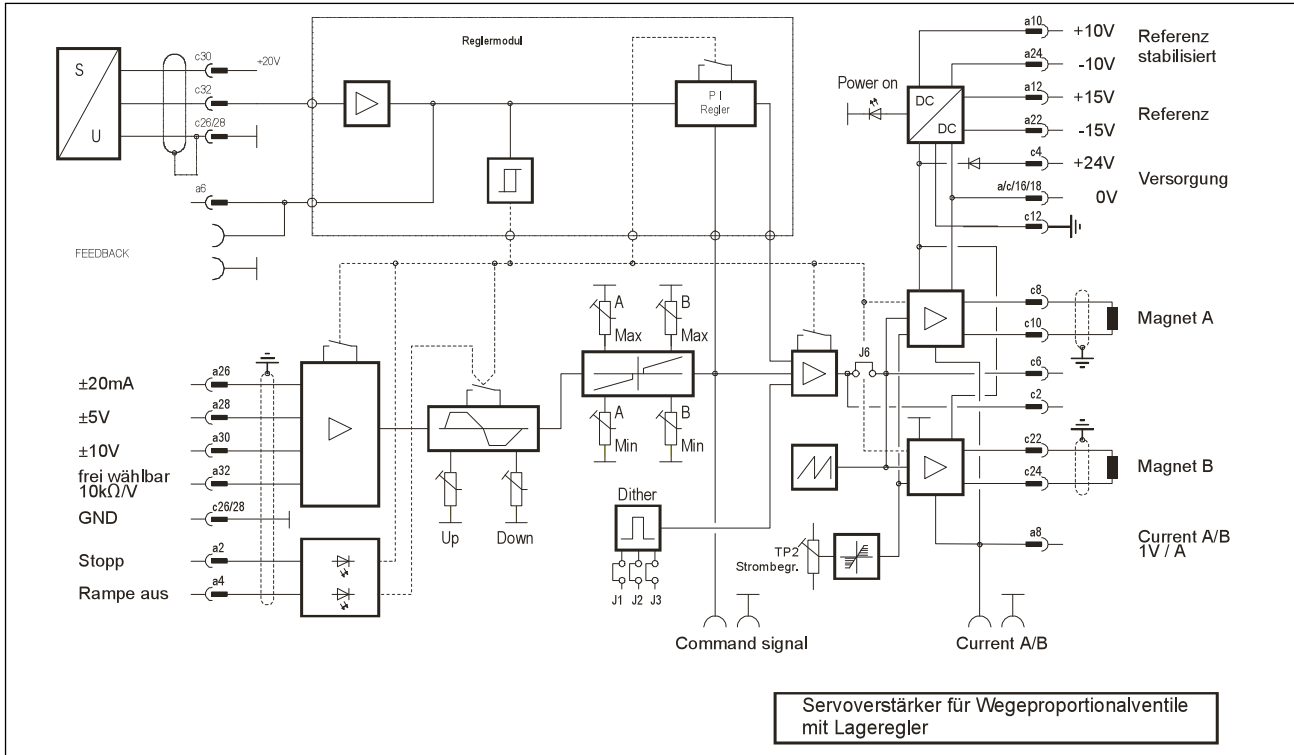 Reglermodul
S
U
c30
+20V
c32
c26/28
a6
FEEDBACK
P I
Regler
Power on
DC
DC
a10
+10V
Referenz
stabilisiert
a24
-10V
a12
+15V
Referenz
a22
-15V
c4
+24V
Versorgung
a/c/16/18
0V
c12
c8
Magnet A
c10
J6
c6
c2
c22
Magnet B
c24
a8
Current A/B
1V / A
A
Max
B
Max
A
Min
B
Min
±20mA
a26
±5V
a28
±10V
a30
frei wählbar
10kΩ/V
a32
GND
c26/28
Stopp
a2
Rampe aus
a4
Up
Down
Dither
J1
J2
J3
TP2
Strombegr.
Command signal
Current A/B
Servoverstärker für Wegeproportionalventile
mit Lageregler